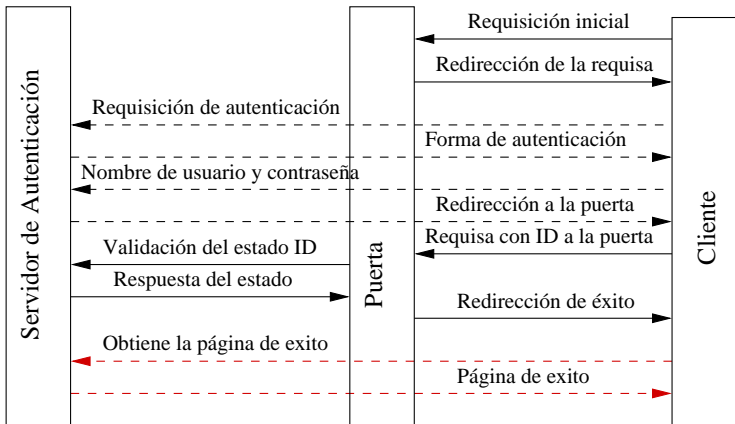 Requisición inicial
Redirección de la requisa
Requisición de autenticación
Forma de autenticación
Nombre de usuario y contraseña
Redirección a la puerta
Requisa con ID a la puerta
Validación del estado ID
Respuesta del estado
Redirección de éxito
Obtiene la página de exito
Página de exito
Servidor de Autenticación
Puerta
Cliente